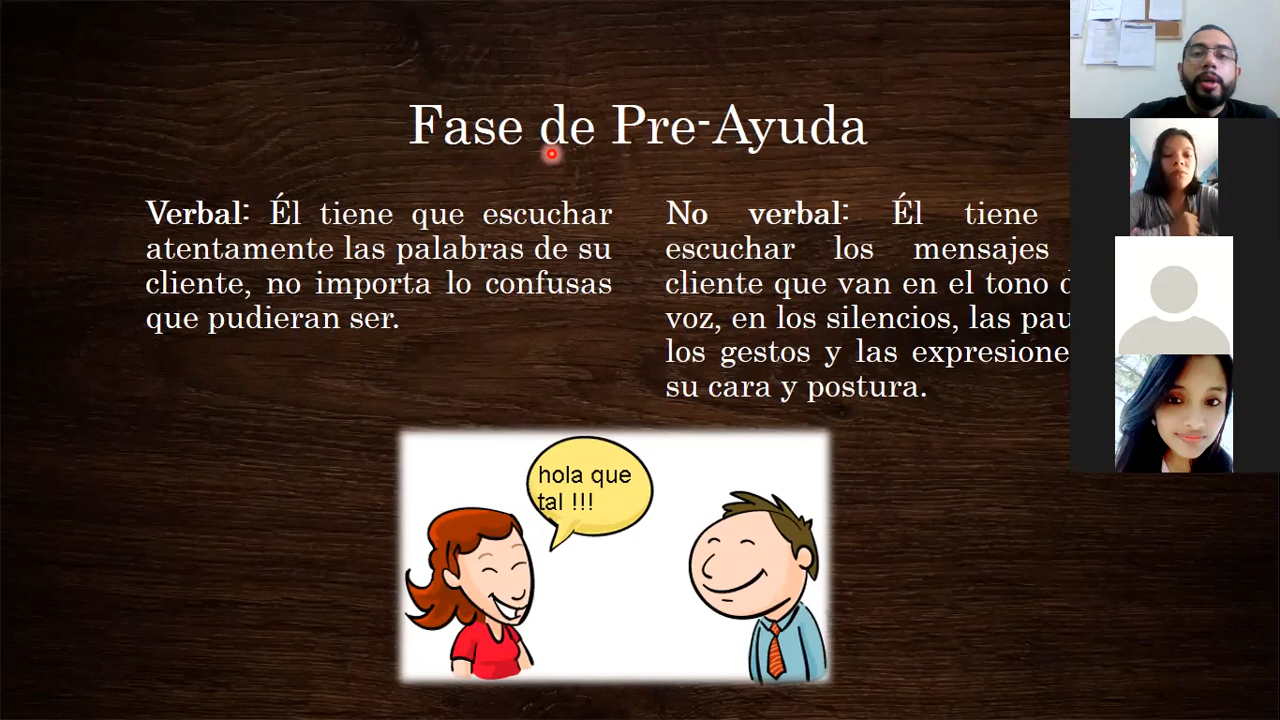 Fase de Pre-Ayuda
Verbal: Él tiene que escuchar
atentamente las palabras de su
cliente, no importa lo confusas
que pudieran ser.
No verbal: Él tiene
escuchar los mensajes
cliente que van en el tono
voz, en los silencios, las
los gestos y las
su cara y postura.
hola que
tal !!!